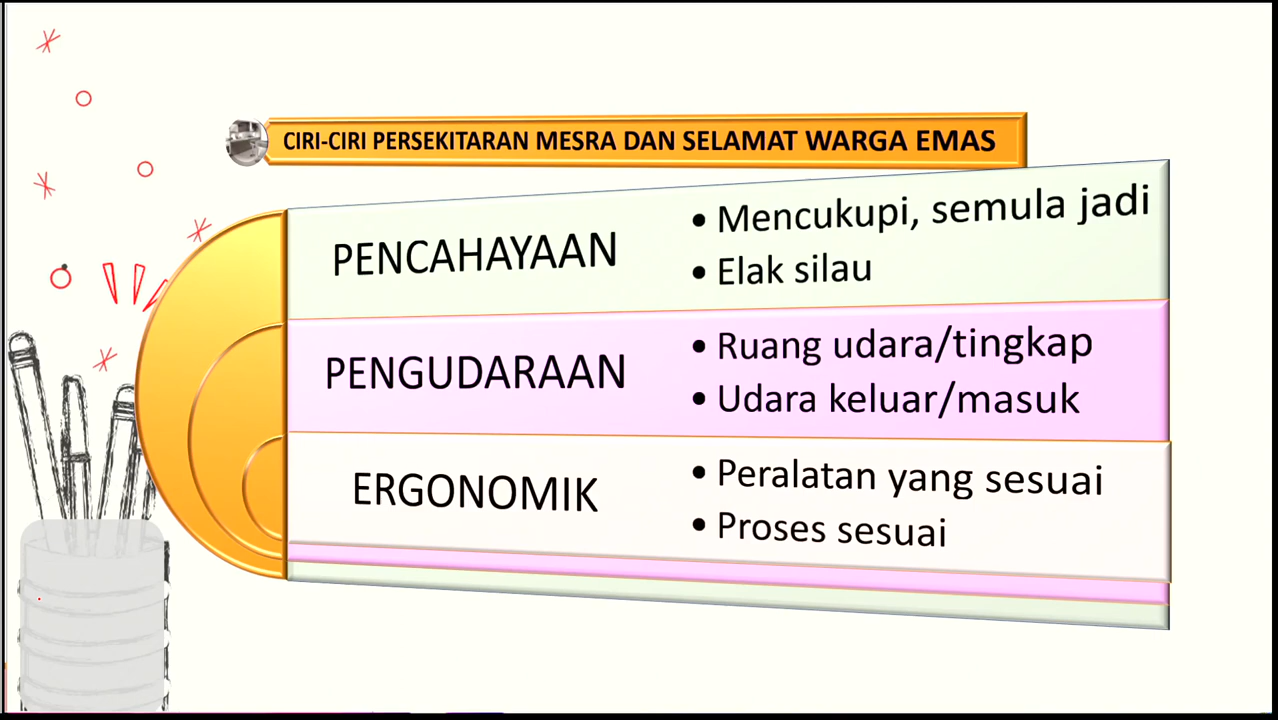 CIRI-CIRI PERSEKITARAN MESRA DAN SELAMAT WARGA EMAS
PENCAHAYAAN
• Mencukupi, semula jadi
• Elak silau
PENGUDARAAN
• Ruang udara/tingkap
• Udara keluar/masuk
ERGONOMIK
• Peralatan yang sesuai
• Proses sesuai